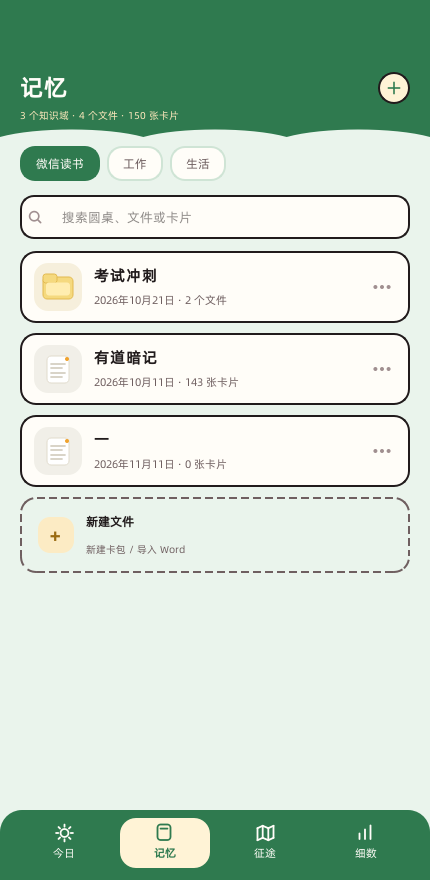 记忆
3 个知识域 · 4 个文件 · 150 张卡片
微信读书 工作 生活
搜索圆桌、文件或卡片
考试冲刺
2026年10月21日 · 2 个文件
有道暗记
2026年10月11日 · 143 张卡片
一
2026年11月11日 · 0 张卡片
新建文件
新建卡包 / 导入 Word
今日 记忆 征途 细数